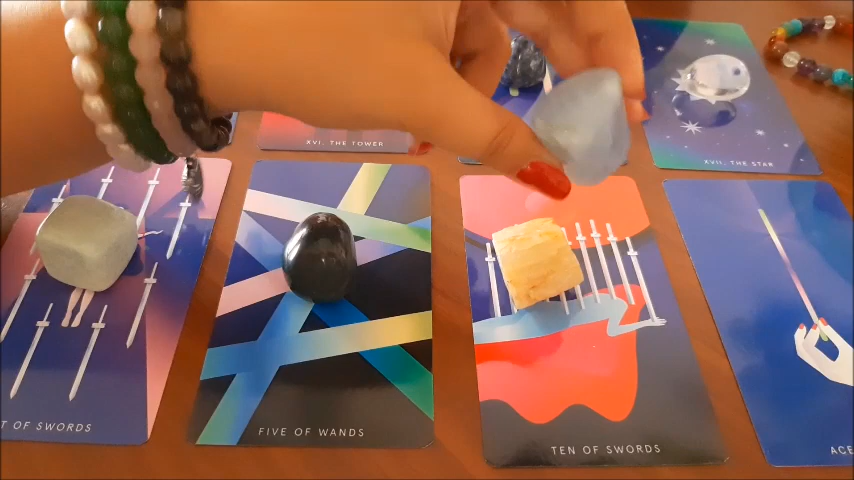 XVI. THE TOWER
XVII. THE STAR
T OF SWORDS
FIVE OF WANDS
TEN OF SWORDS
ACE